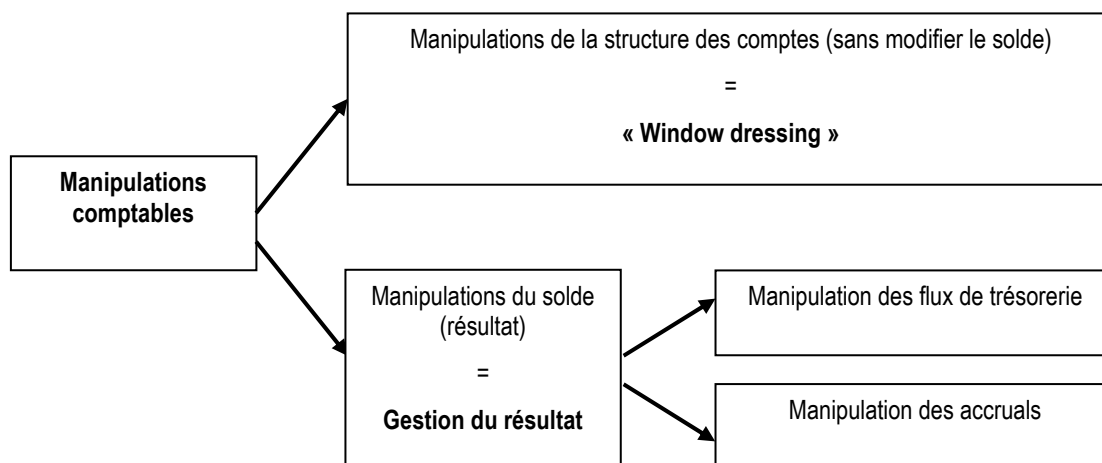 Manipulations de la structure des comptes (sans modifier le solde)
=
« Window dressing »
Manipulations
comptables
Manipulations du solde
(résultat)
=
Gestion du résultat
Manipulation des flux de trésorerie
Manipulation des accruals